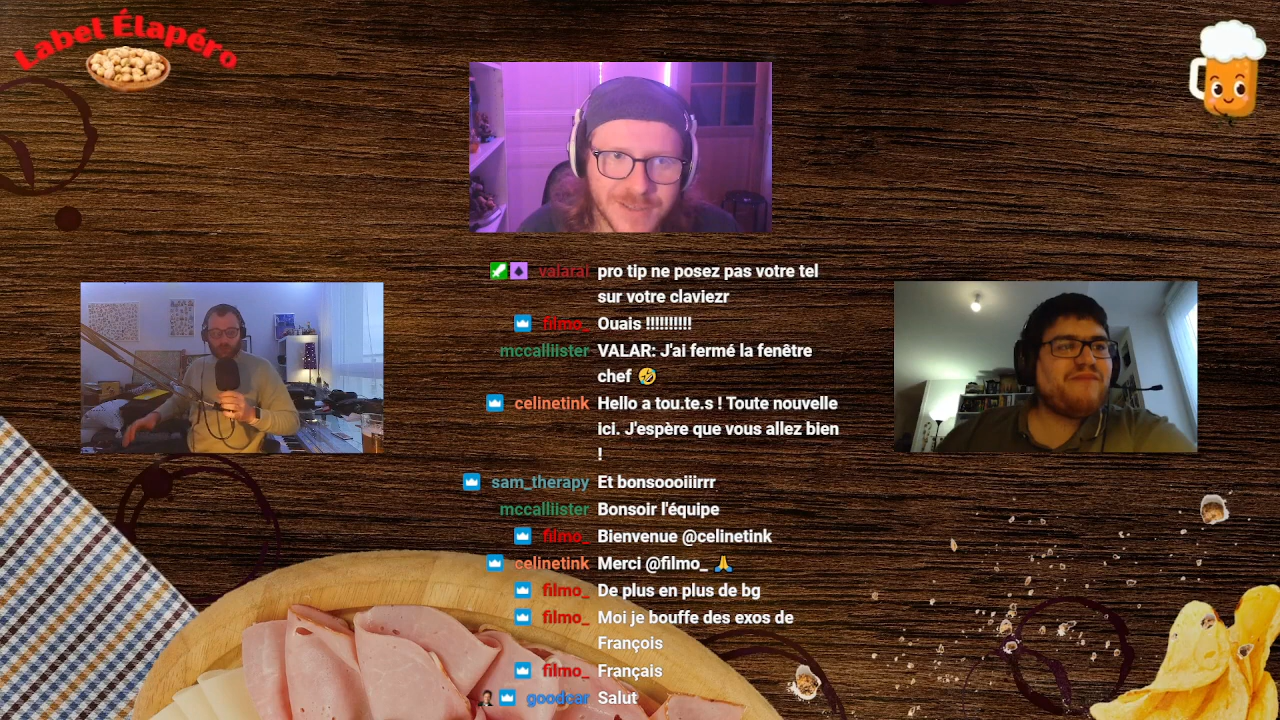 Label Élapéro
valarai pro tip ne posez pas votre tel
sur votre claviezr
filmo_ Ouais !!!!!!!!!!
mccalliister VALAR: J'ai fermé la fenêtre
chef 🤣
celinetink Hello a tou.te.s ! Toute nouvelle
ici. J'espère que vous allez bien
!
sam_therapy Et bonsoooiiirrr
mccalliister Bonsoir l'équipe
filmo_ Bienvenue @celinetink
celinetink Merci @filmo_ 🙏
filmo_ De plus en plus de bg
filmo_ Moi je bouffe des exos de
François
filmo_ Français
goodcar Salut